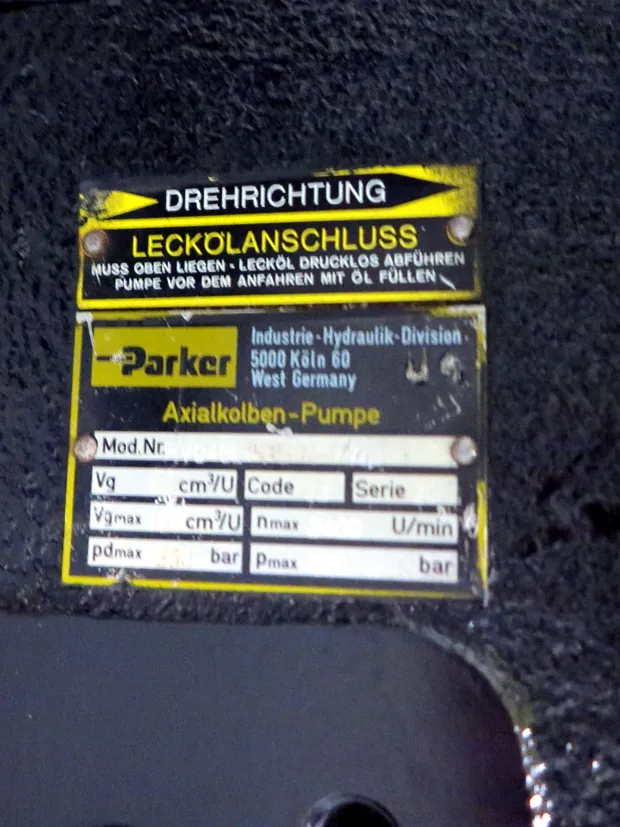 DREHRICHTUNG
LECKÖLANSCHLUSS
MUSS OBEN LIEGEN - LECKÖL DRUCKLOS ABFÜHREN
PUMPE VOR DEM ANFAHREN MIT ÖL FÜLLEN
Parker
Industrie-Hydraulik-Division
5000 Köln 60
West Germany
Axialkolben-Pumpe
Mod.Nr.
Vg cm³/U Code Serie
Vgmax cm³/U nmax U/min
pdmax bar pmax bar